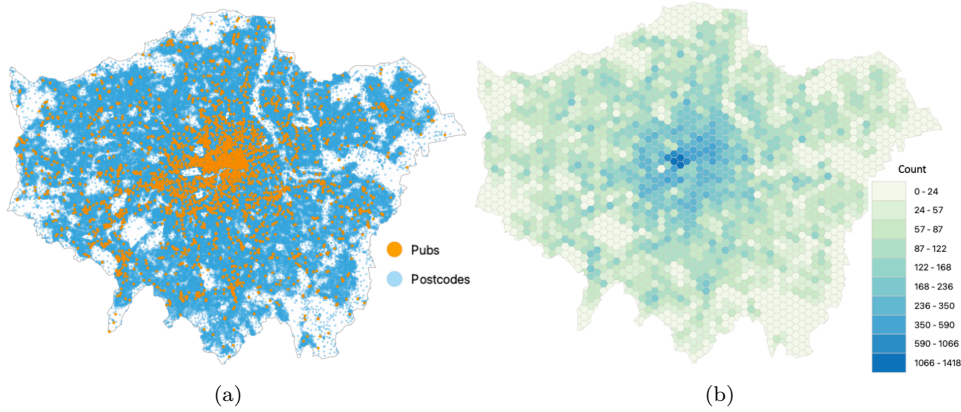 Pubs
Postcodes
(a)
Count
0 - 24
24 - 57
57 - 87
87 - 122
122 - 168
168 - 236
236 - 350
350 - 590
590 - 1066
1066 - 1418
(b)